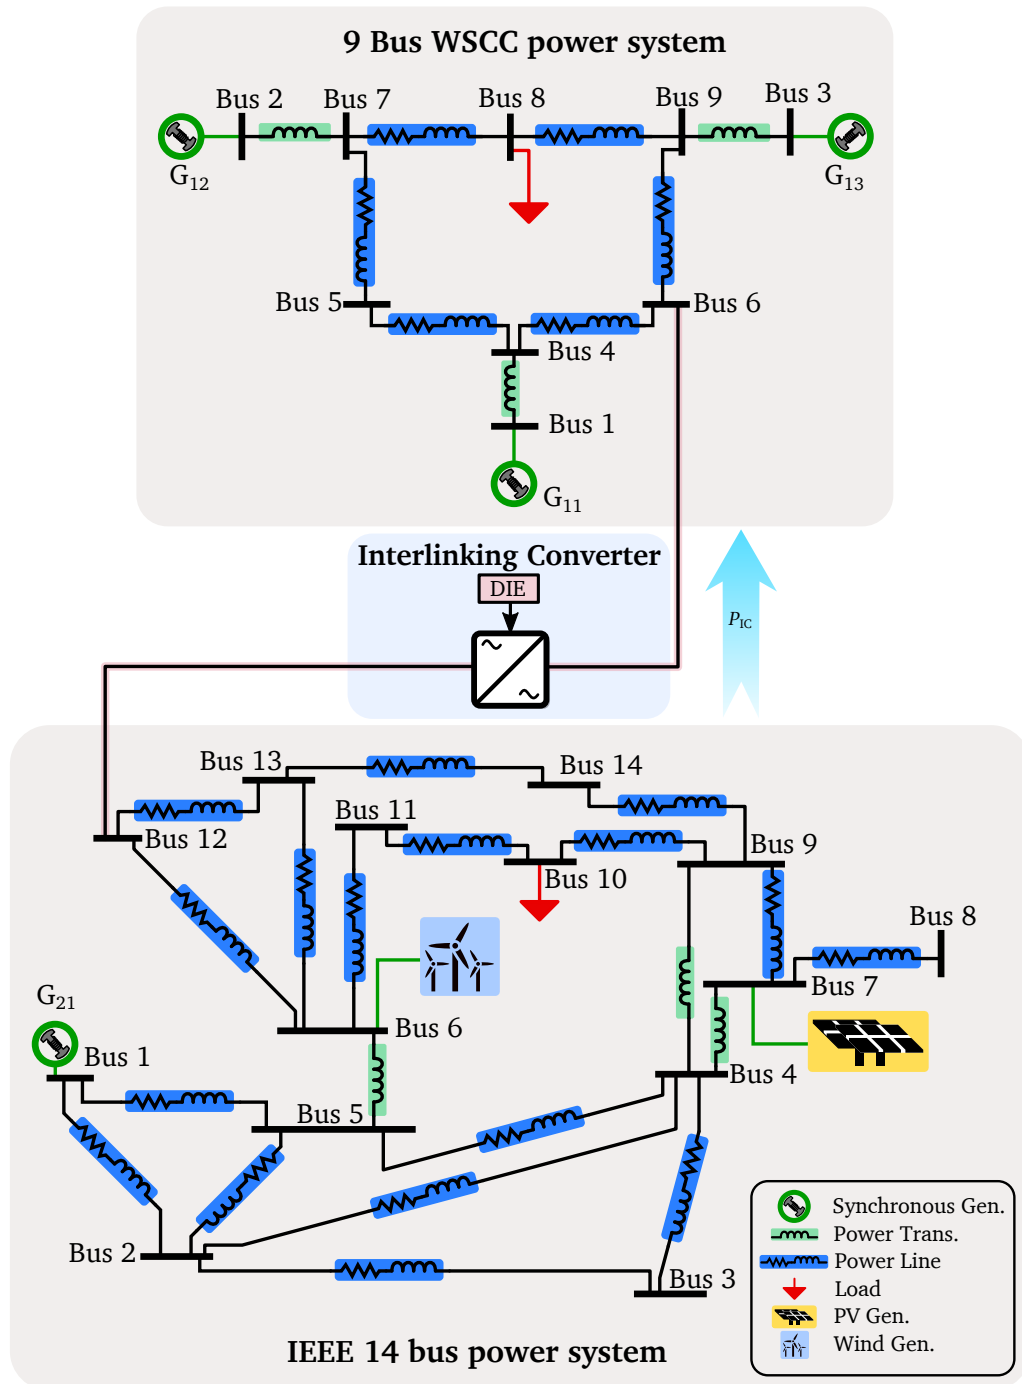 9 Bus WSCC power system
Bus 2
Bus 7
Bus 8
Bus 9
Bus 3
G12
G13
Bus 5
Bus 6
Bus 4
Bus 1
G11
Interlinking Converter
DIE
PIC
Bus 13
Bus 14
Bus 11
Bus 12
Bus 9
Bus 10
Bus 8
Bus 7
G21
Bus 6
Bus 1
Bus 4
Bus 5
Bus 2
Bus 3
Synchronous Gen.
Power Trans.
Power Line
Load
PV Gen.
Wind Gen.
IEEE 14 bus power system